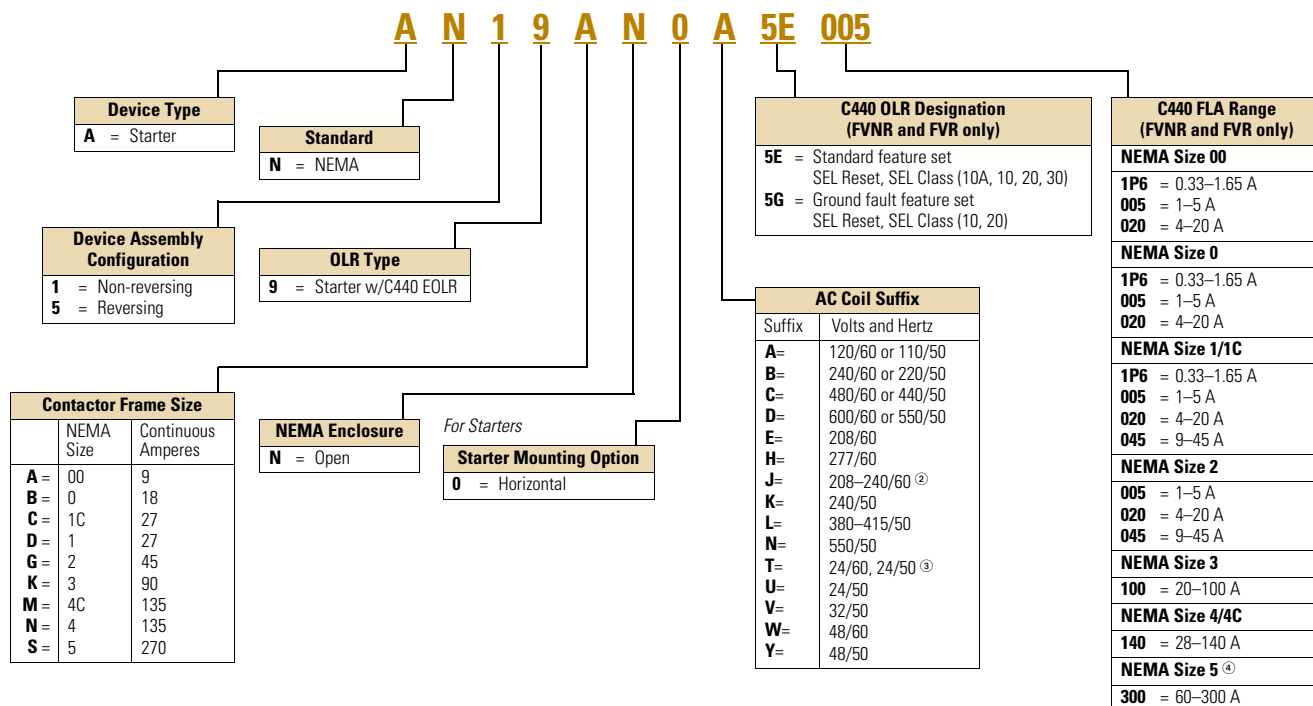 A N 1 9 A N 0 A 5E 005
Device Type
A = Starter
Standard
N = NEMA
Device Assembly
Configuration
1 = Non-reversing
5 = Reversing
OLR Type
9 = Starter w/C440 EOLR
Contactor Frame Size
NEMA Size Continuous Amperes
A = 00 9
B = 0 18
C = 1C 27
D = 1 27
G = 2 45
K = 3 90
M = 4C 135
N = 4 135
S = 5 270
NEMA Enclosure
N = Open
For Starters
Starter Mounting Option
0 = Horizontal
C440 OLR Designation
(FVNR and FVR only)
5E = Standard feature set
SEL Reset, SEL Class (10A, 10, 20, 30)
5G = Ground fault feature set
SEL Reset, SEL Class (10, 20)
AC Coil Suffix
Suffix Volts and Hertz
A= 120/60 or 110/50
B= 240/60 or 220/50
C= 480/60 or 440/50
D= 600/60 or 550/50
E= 208/60
H= 277/60
J= 208–240/60 ②
K= 240/50
L= 380–415/50
N= 550/50
T= 24/60, 24/50 ③
U= 24/50
V= 32/50
W= 48/60
Y= 48/50
C440 FLA Range
(FVNR and FVR only)
NEMA Size 00
1P6 = 0.33–1.65 A
005 = 1–5 A
020 = 4–20 A
NEMA Size 0
1P6 = 0.33–1.65 A
005 = 1–5 A
020 = 4–20 A
NEMA Size 1/1C
1P6 = 0.33–1.65 A
005 = 1–5 A
020 = 4–20 A
045 = 9–45 A
NEMA Size 2
005 = 1–5 A
020 = 4–20 A
045 = 9–45 A
NEMA Size 3
100 = 20–100 A
NEMA Size 4/4C
140 = 28–140 A
NEMA Size 5 ④
300 = 60–300 A